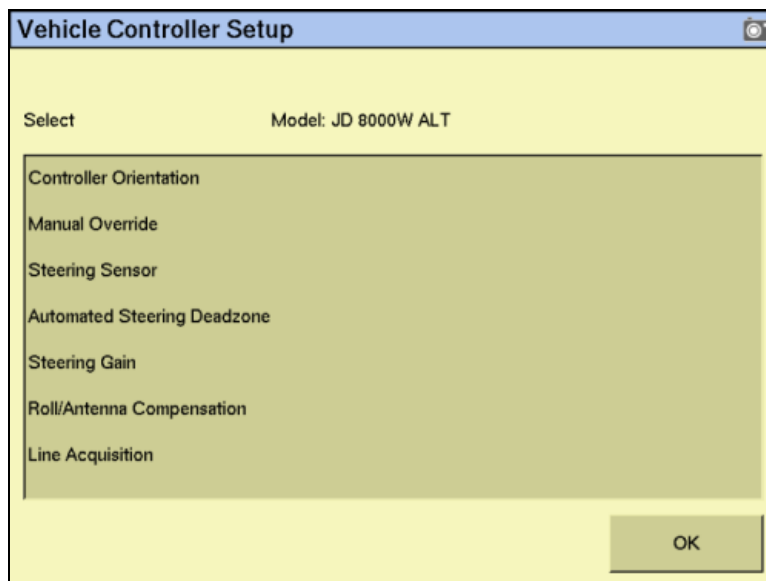 Vehicle Controller Setup
Select Model: JD 8000W ALT
Controller Orientation
Manual Override
Steering Sensor
Automated Steering Deadzone
Steering Gain
Roll/Antenna Compensation
Line Acquisition
OK